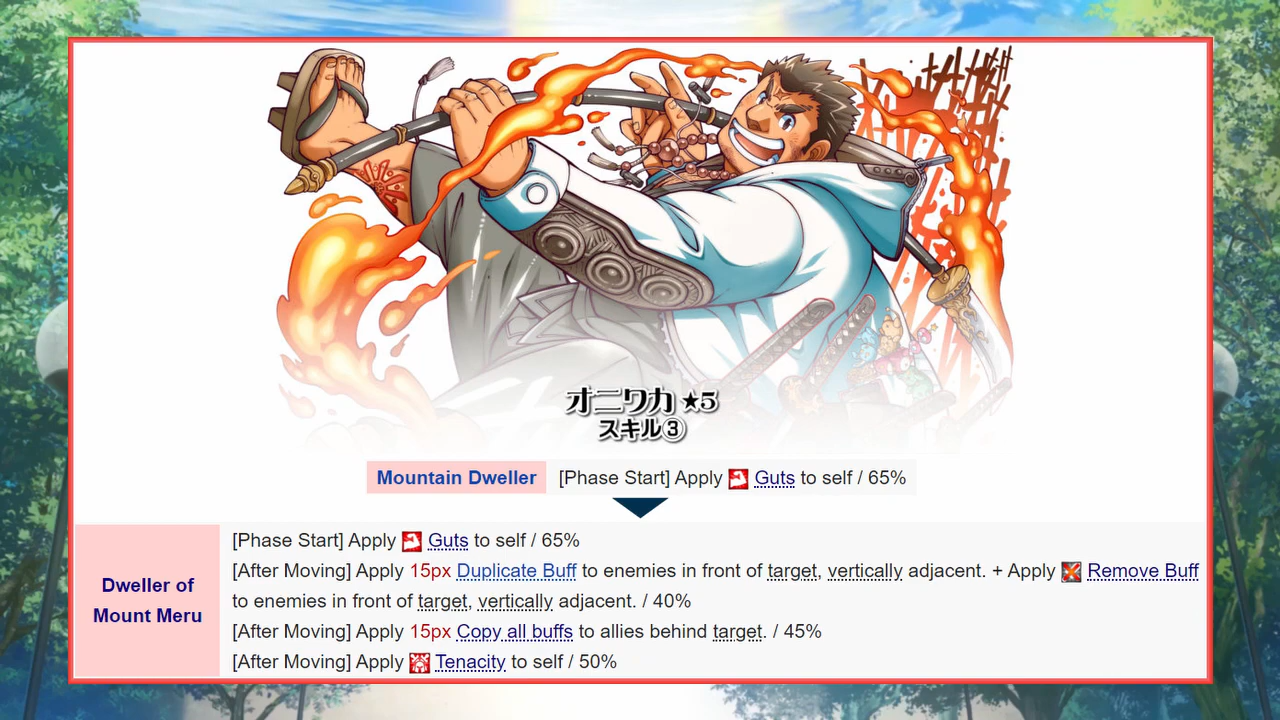 オニワカ ★5
スキル③
Mountain Dweller [Phase Start] Apply Guts to self / 65%
Dweller of
Mount Meru
[Phase Start] Apply Guts to self / 65%
[After Moving] Apply 15px Duplicate Buff to enemies in front of target, vertically adjacent. + Apply Remove Buff
to enemies in front of target, vertically adjacent. / 40%
[After Moving] Apply 15px Copy all buffs to allies behind target. / 45%
[After Moving] Apply Tenacity to self / 50%